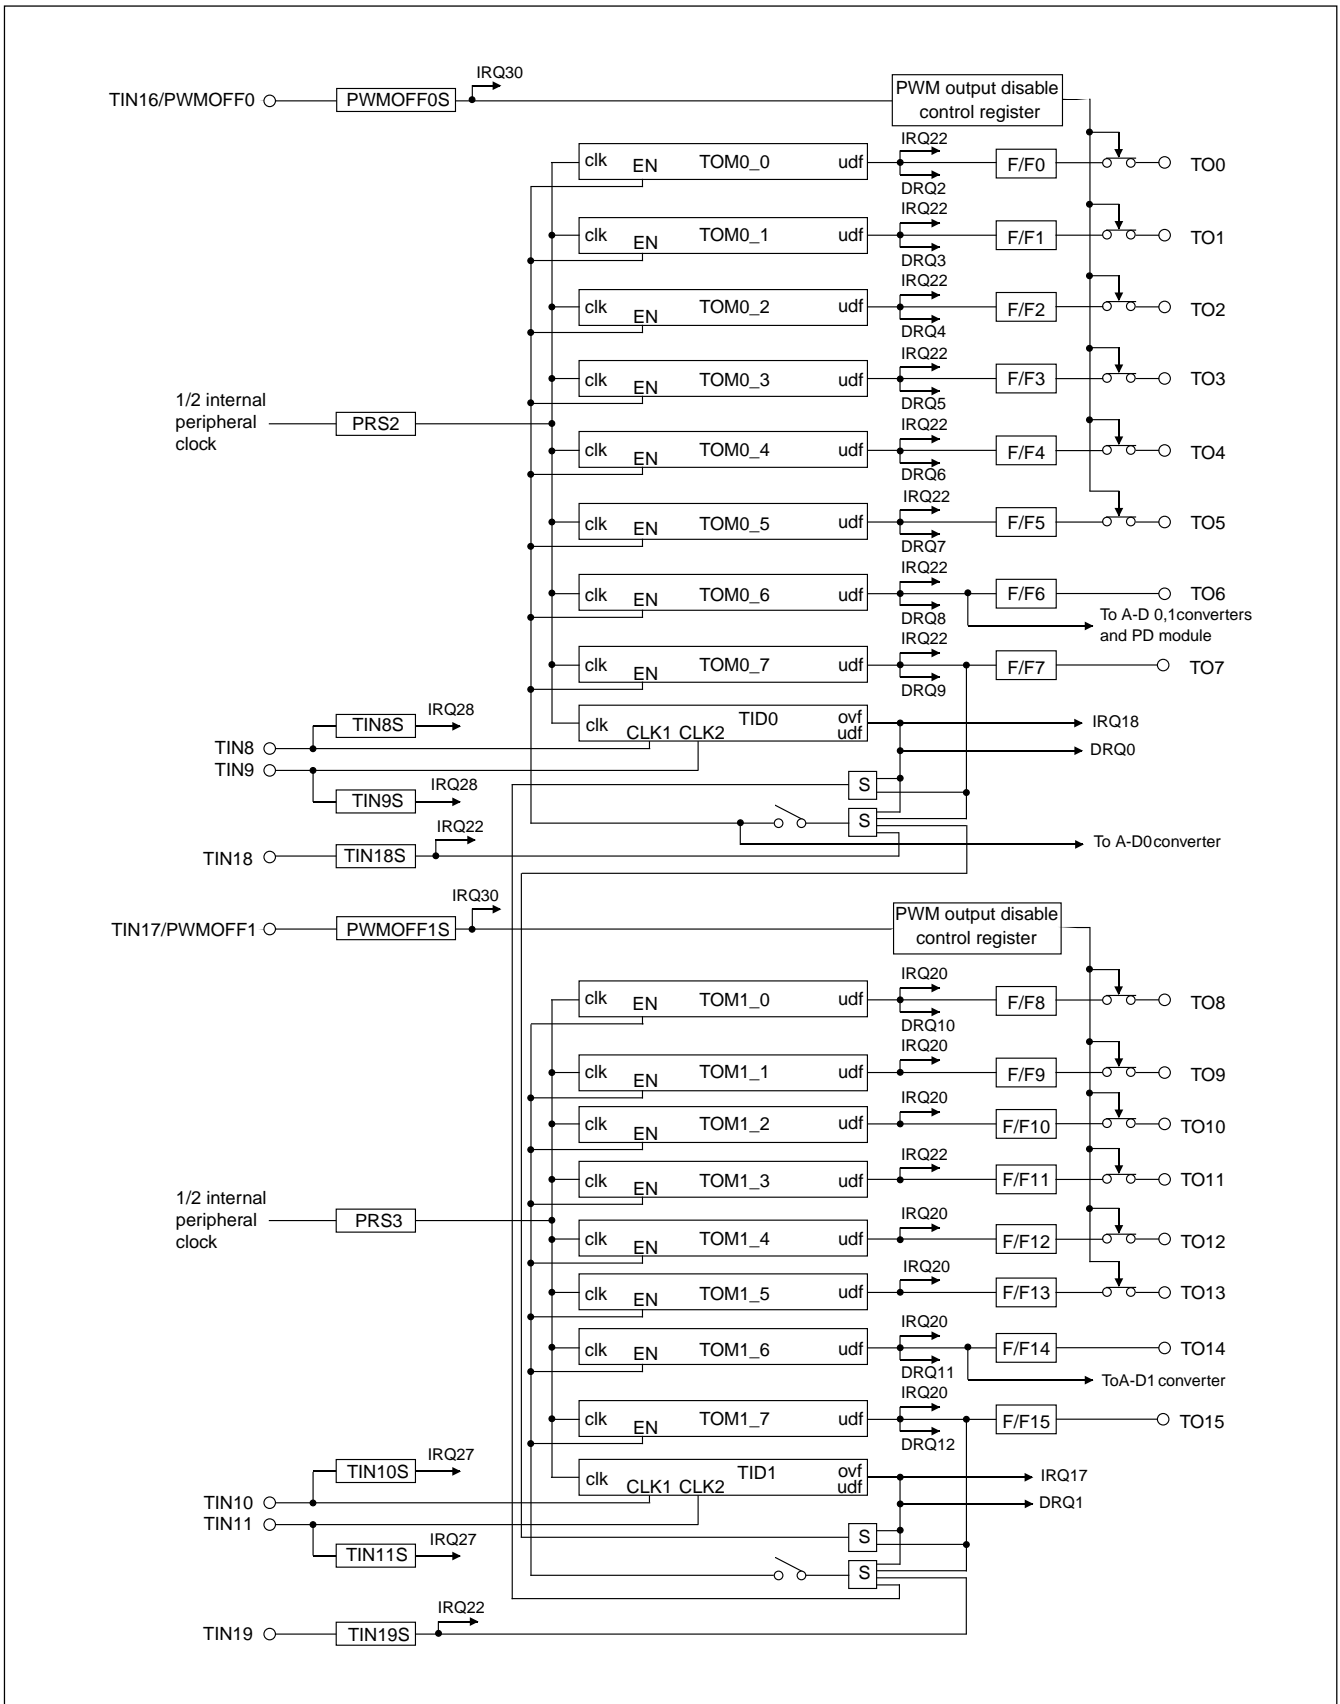 IRQ30
TIN16/PWMOFF0
PWMOFF0S
PWM output disable
control register
IRQ22
clk
EN
TOM0_0
udf
F/F0
TO0
DRQ2
IRQ22
clk
EN
TOM0_1
udf
F/F1
TO1
DRQ3
IRQ22
clk
EN
TOM0_2
udf
F/F2
TO2
DRQ4
IRQ22
clk
EN
TOM0_3
udf
F/F3
TO3
DRQ5
1/2 internal
peripheral
clock
PRS2
IRQ22
clk
EN
TOM0_4
udf
F/F4
TO4
DRQ6
IRQ22
clk
EN
TOM0_5
udf
F/F5
TO5
DRQ7
IRQ22
clk
EN
TOM0_6
udf
F/F6
TO6
DRQ8
To A-D 0,1converters
and PD module
IRQ22
clk
EN
TOM0_7
udf
F/F7
TO7
DRQ9
TIN8S
IRQ28
clk
CLK1 CLK2
TID0
ovf
udf
IRQ18
TIN8
DRQ0
TIN9
TIN9S
IRQ28
S
S
IRQ22
TIN18
TIN18S
To A-D0converter
IRQ30
TIN17/PWMOFF1
PWMOFF1S
PWM output disable
control register
IRQ20
clk
EN
TOM1_0
udf
F/F8
TO8
DRQ10
IRQ20
clk
EN
TOM1_1
udf
F/F9
TO9
IRQ20
clk
EN
TOM1_2
udf
F/F10
TO10
IRQ22
clk
EN
TOM1_3
udf
F/F11
TO11
1/2 internal
peripheral
clock
PRS3
IRQ20
clk
EN
TOM1_4
udf
F/F12
TO12
IRQ20
clk
EN
TOM1_5
udf
F/F13
TO13
IRQ20
clk
EN
TOM1_6
udf
F/F14
TO14
DRQ11
ToA-D1 converter
IRQ20
clk
EN
TOM1_7
udf
F/F15
TO15
DRQ12
TIN10S
IRQ27
clk
CLK1 CLK2
TID1
ovf
udf
IRQ17
TIN10
DRQ1
TIN11
TIN11S
IRQ27
S
S
IRQ22
TIN19
TIN19S